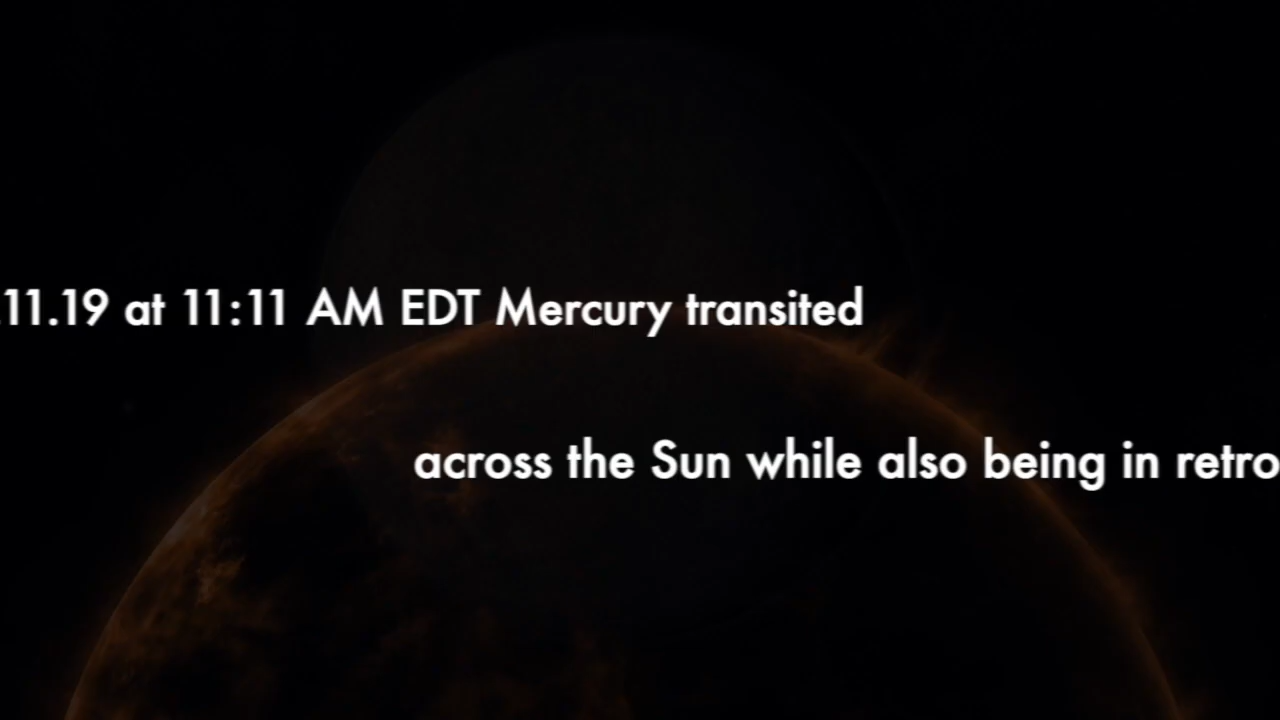 .11.19 at 11:11 AM EDT Mercury transited
across the Sun while also being in retro